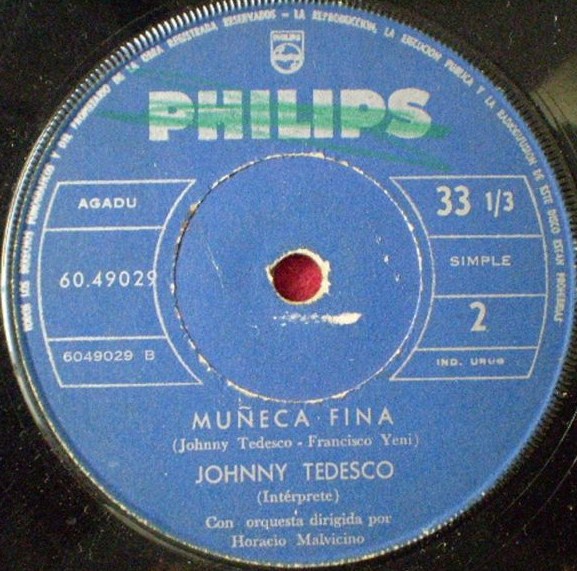 TODOS LOS DERECHOS DEL PRODUCTOR FONOGRAFICO Y DEL PROPIETARIO DE LA OBRA REGISTRADA RESERVADOS - LA REPRODUCCION, LA EJECUCION PUBLICA Y LA RADIODIFUSION DE ESTE DISCO ESTAN PROHIBIDAS
PHILIPS
PHILIPS
AGADU
60.49029
6049029 B
33 1/3
SIMPLE
2
IND. URUG
MUÑECA FINA
(Johnny Tedesco - Francisco Yeni)
JOHNNY TEDESCO
(Intérprete)
Con orquesta dirigida por
Horacio Malvicino